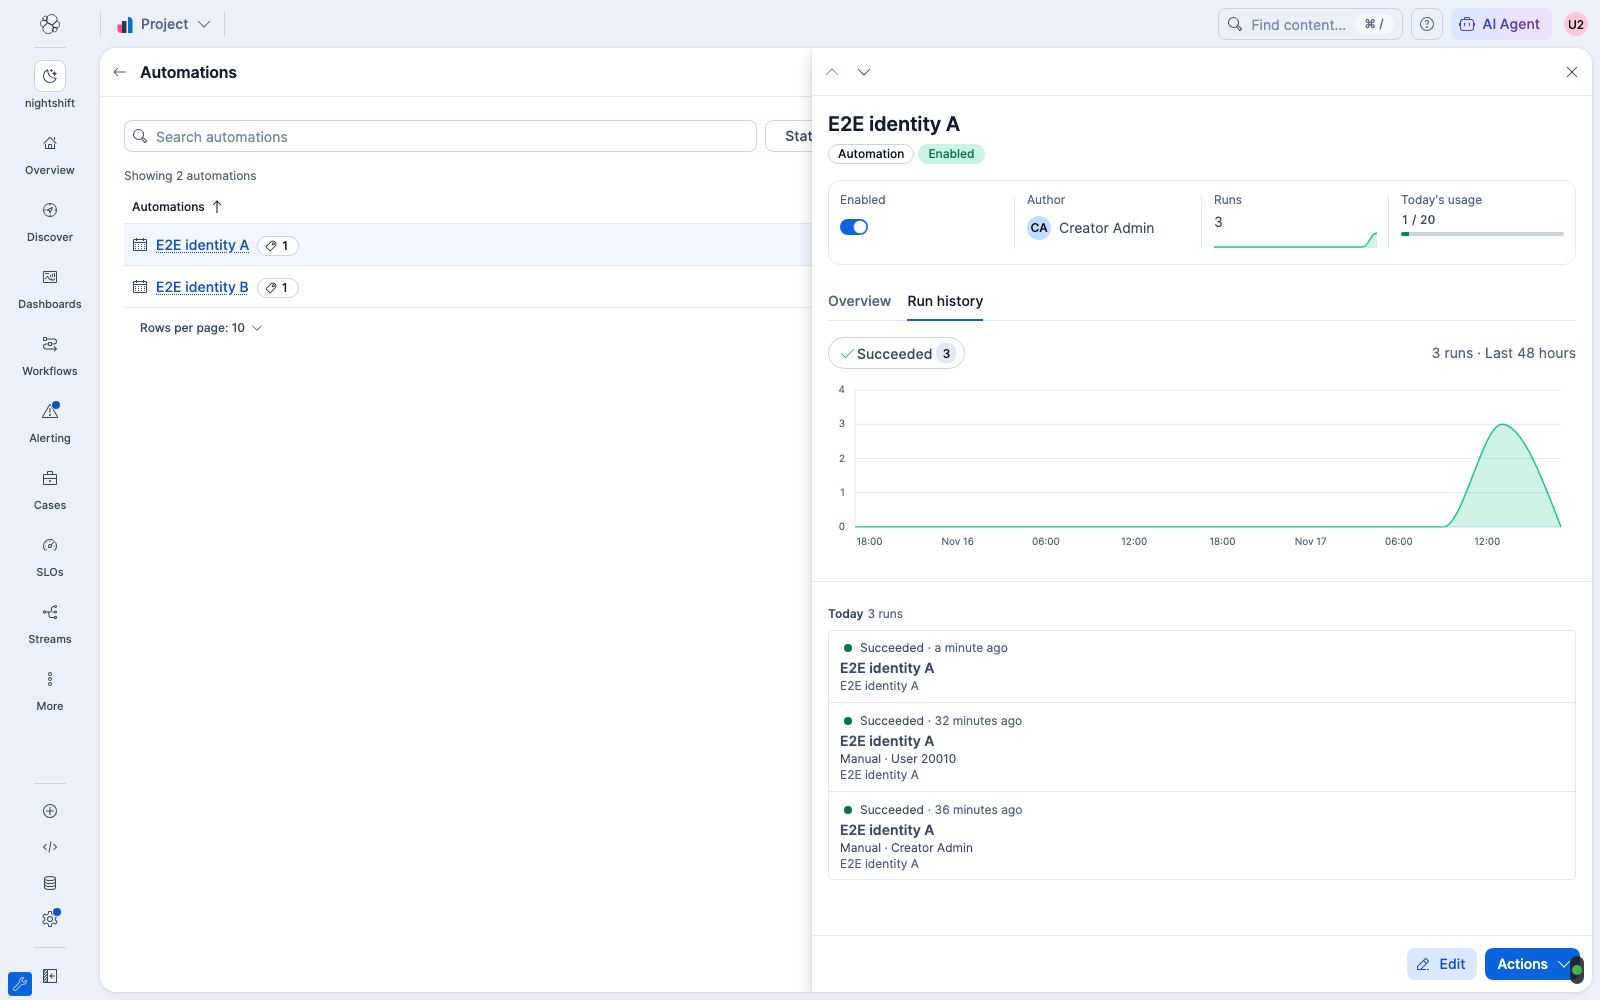 Project
Find content...
⌘ /
AI Agent
U2
nightshift
Overview
Discover
Dashboards
Workflows
Alerting
Cases
SLOs
Streams
More
Automations
Search automations
Stat
Showing 2 automations
Automations
E2E identity A
1
E2E identity B
1
Rows per page: 10
E2E identity A
Automation
Enabled
Enabled
Author
CA
Creator Admin
Runs
3
Today's usage
1 / 20
Overview
Run history
Succeeded 3
3 runs · Last 48 hours
4
3
2
1
0
18:00
Nov 16
06:00
12:00
18:00
Nov 17
06:00
12:00
Today 3 runs
Succeeded · a minute ago
E2E identity A
E2E identity A
Succeeded · 32 minutes ago
E2E identity A
Manual · User 20010
E2E identity A
Succeeded · 36 minutes ago
E2E identity A
Manual · Creator Admin
E2E identity A
Edit
Actions